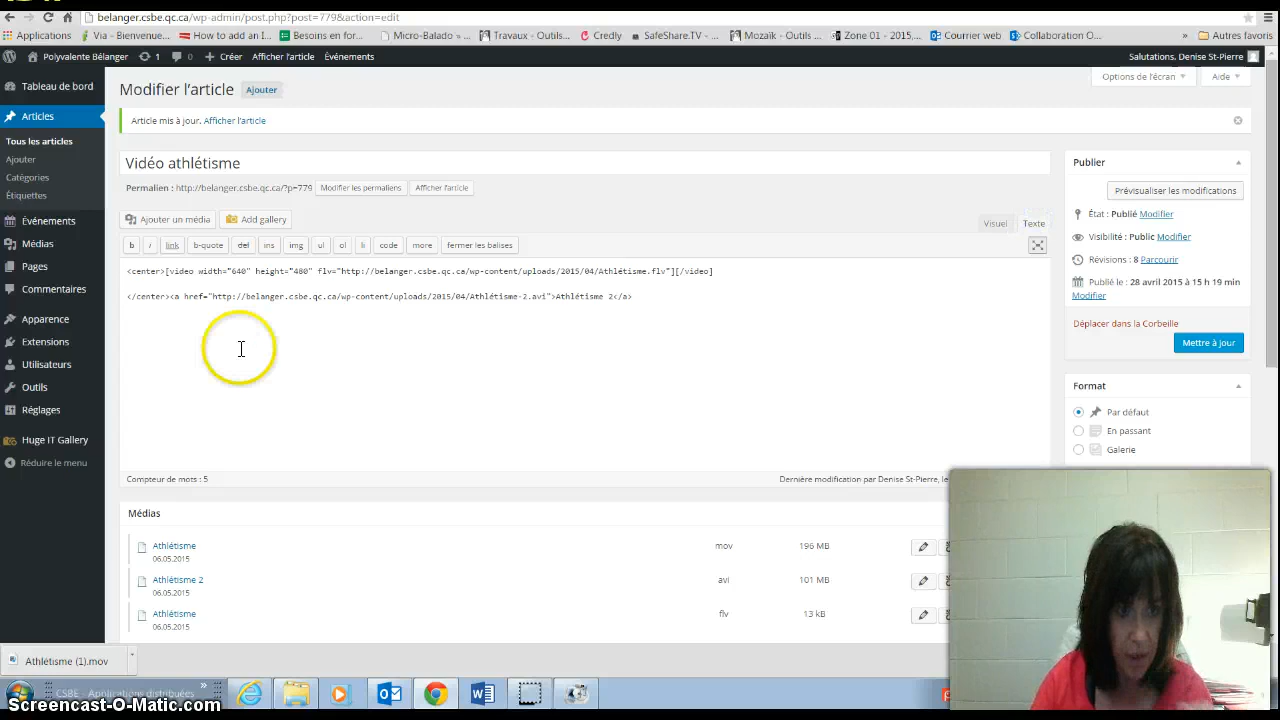 belanger.csbe.qc.ca/wp-admin/post.php?post=779&action=edit
Applications Via – Bienvenue... How to add an I... Besoins en for... Micro-Balado »... Travaux - Outils... Credly SafeShare.TV – ... Mozaïk - Outils ... Zone 01 - 2015,... Courrier web Collaboration O... » Autres favoris
Polyvalente Bélanger 1 0 Créer Afficher l'article Événements Salutations, Denise St-Pierre
Tableau de bord
Articles
Tous les articles
Ajouter
Catégories
Étiquettes
Événements
Médias
Pages
Commentaires
Apparence
Extensions
Utilisateurs
Outils
Réglages
Huge IT Gallery
Réduire le menu
Options de l'écran Aide
Modifier l'article Ajouter
Article mis à jour. Afficher l'article
Vidéo athlétisme
Permalien : http://belanger.csbe.qc.ca/?p=779 Modifier les permaliens Afficher l'article
Ajouter un média Add gallery Visuel Texte
b i link b-quote del ins img ul ol li code more fermer les balises
<center>[video width="640" height="480" flv="http://belanger.csbe.qc.ca/wp-content/uploads/2015/04/Athlétisme.flv"][/video]
</center><a href="http://belanger.csbe.qc.ca/wp-content/uploads/2015/04/Athlétisme-2.avi">Athlétisme 2</a>
Compteur de mots : 5 Dernière modification par Denise St-Pierre, le
Médias
Athlétisme mov 196 MB
06.05.2015
Athlétisme 2 avi 101 MB
06.05.2015
Athlétisme flv 13 kB
06.05.2015
Publier
Prévisualiser les modifications
État : Publié Modifier
Visibilité : Public Modifier
Révisions : 8 Parcourir
Publié le : 28 avril 2015 à 15 h 19 min
Modifier
Déplacer dans la Corbeille
Mettre à jour
Format
Par défaut
En passant
Galerie
Athlétisme (1).mov
CSBE - Applications distribuées »
Screencast-O-Matic.com